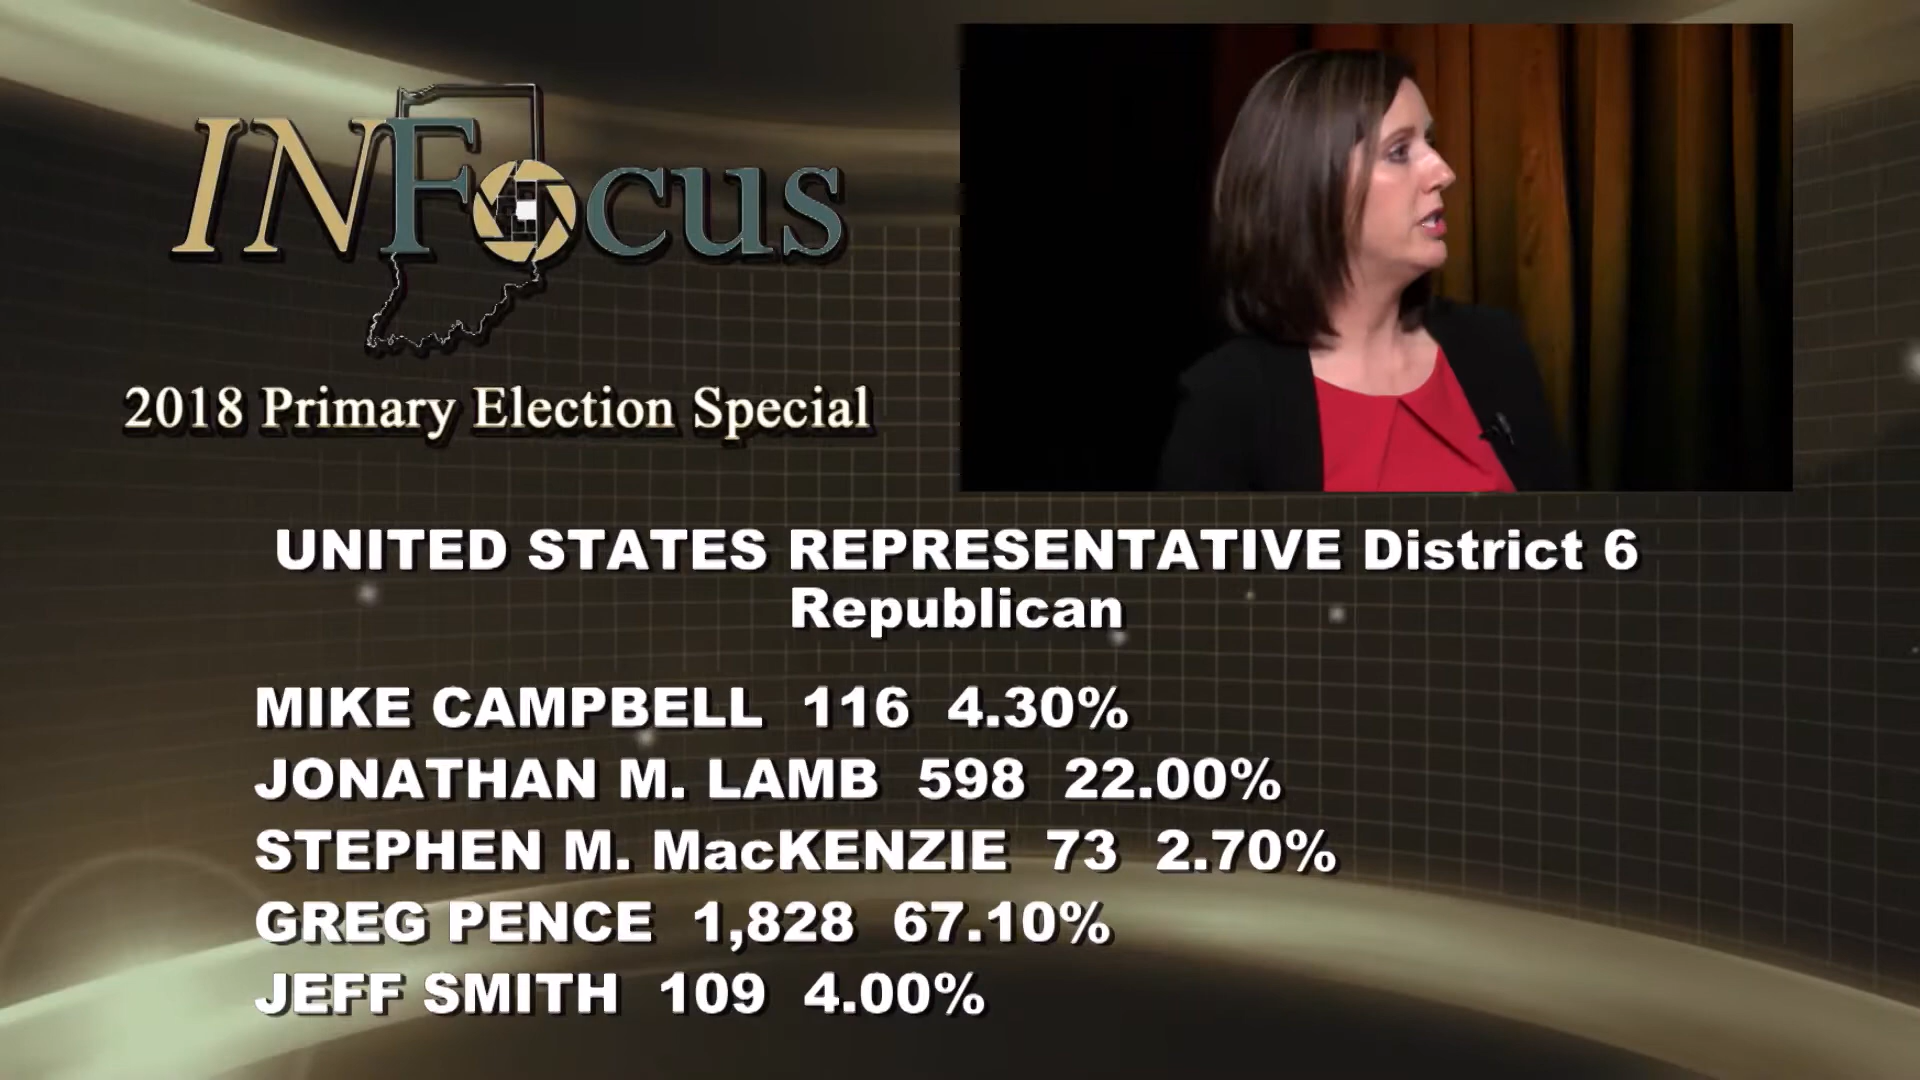 INFocus
2018 Primary Election Special
UNITED STATES REPRESENTATIVE District 6
Republican
MIKE CAMPBELL 116 4.30%
JONATHAN M. LAMB 598 22.00%
STEPHEN M. MacKENZIE 73 2.70%
GREG PENCE 1,828 67.10%
JEFF SMITH 109 4.00%